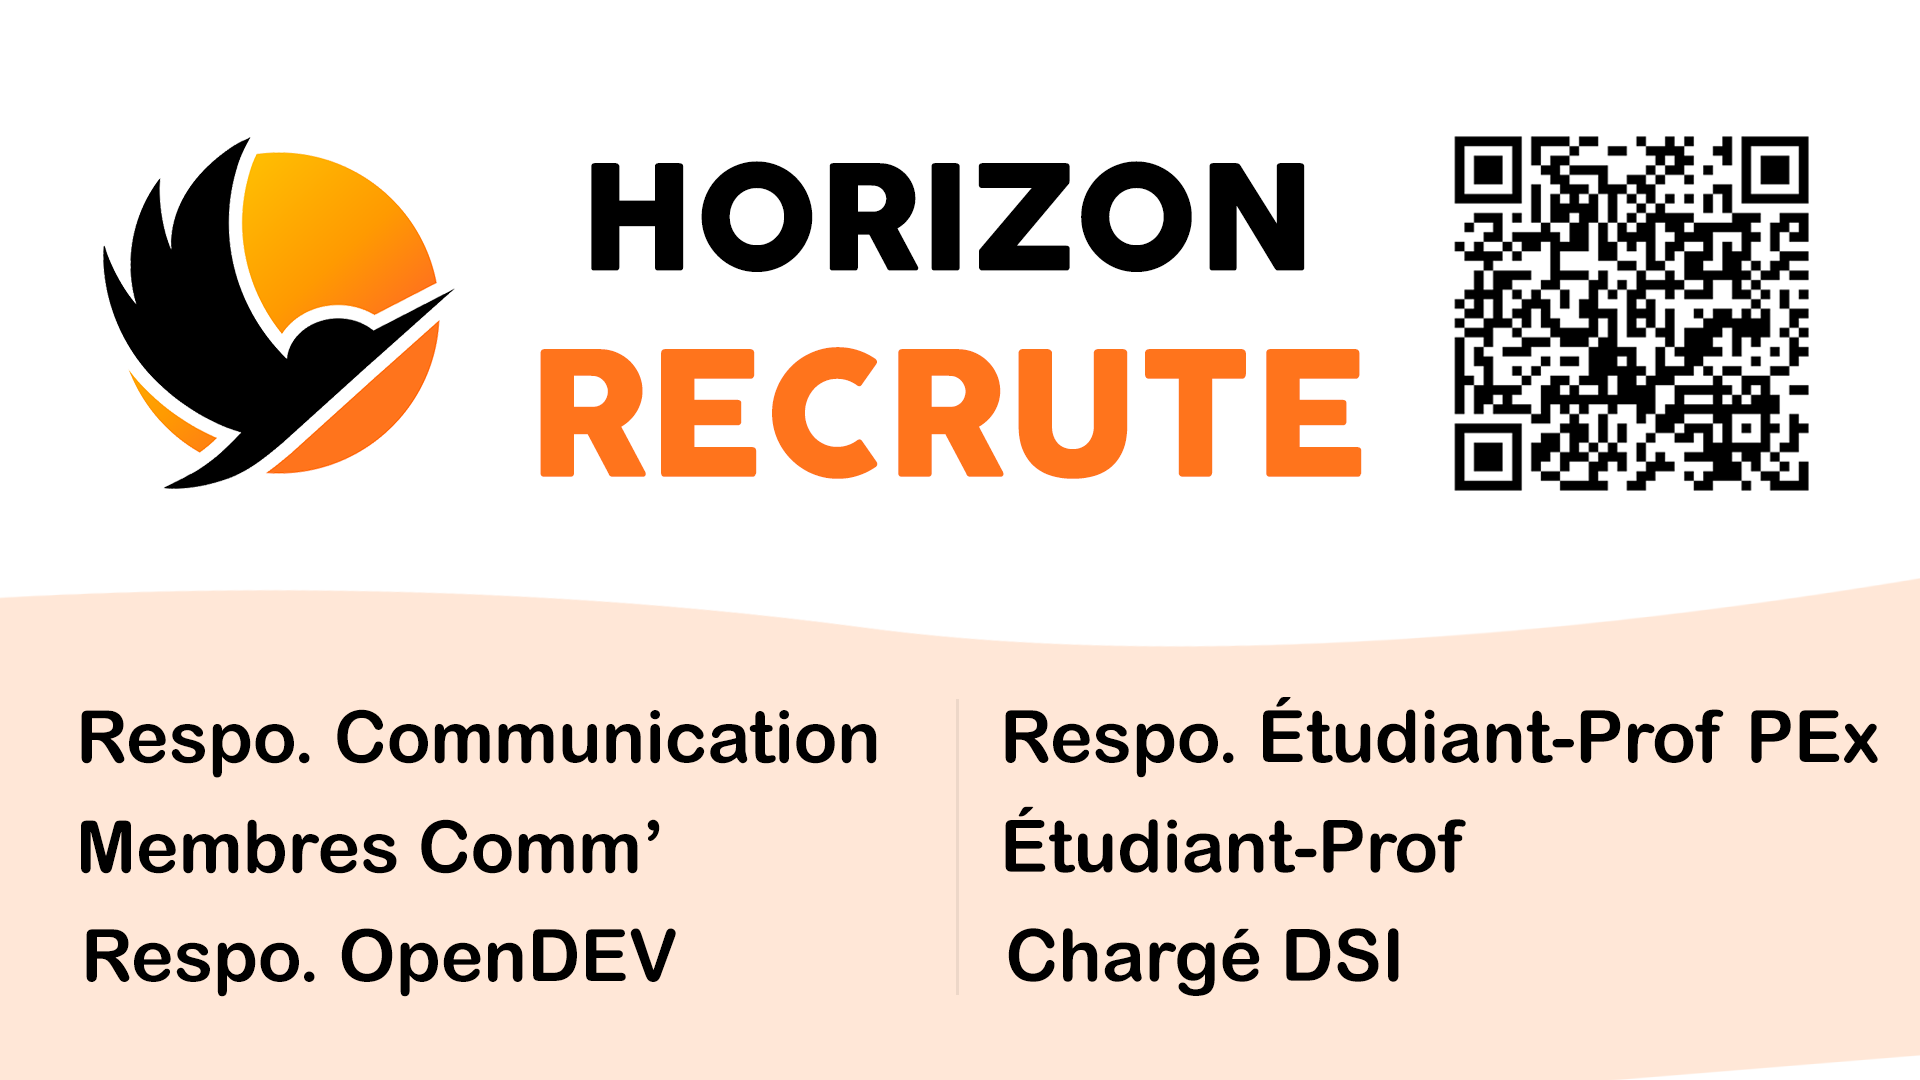 HORIZON
RECRUTE
Respo. Communication
Membres Comm’
Respo. OpenDEV
Respo. Étudiant-Prof PEx
Étudiant-Prof
Chargé DSI